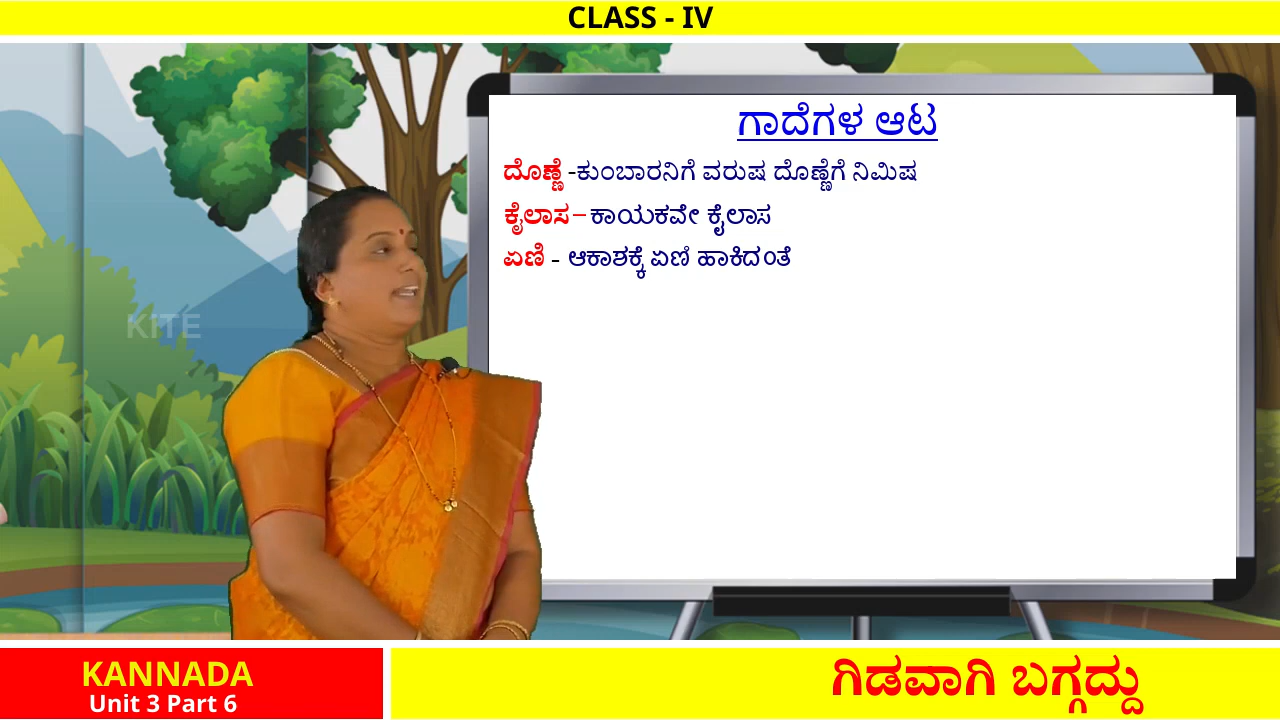 CLASS - IV
ಗಾದೆಗಳ ಆಟ
ದೊಣ್ಣೆ -ಕುಂಬಾರನಿಗೆ ವರುಷ ದೊಣ್ಣೆಗೆ ನಿಮಿಷ
ಕೈಲಾಸ– ಕಾಯಕವೇ ಕೈಲಾಸ
ಏಣಿ - ಆಕಾಶಕ್ಕೆ ಏಣಿ ಹಾಕಿದಂತೆ
KiTE
KANNADA
Unit 3 Part 6
ಗಿಡವಾಗಿ ಬಗ್ಗದ್ದು